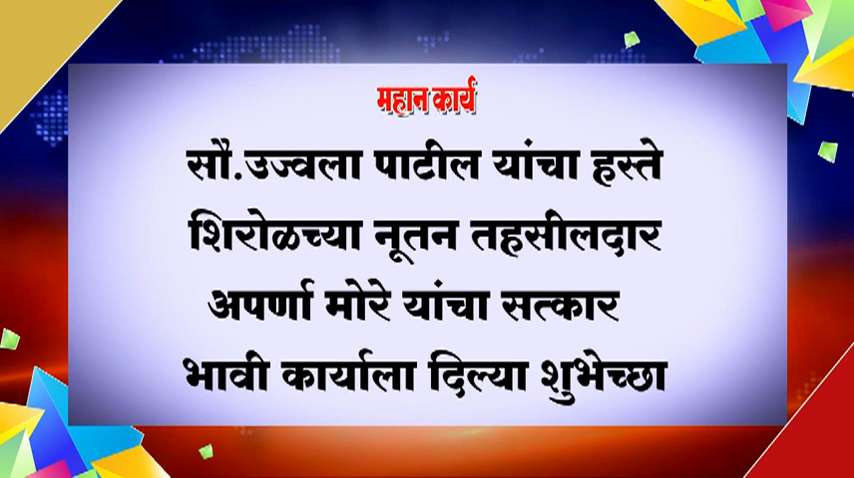 महान कार्य
सौ.उज्वला पाटील यांचा हस्ते
शिरोळच्या नूतन तहसीलदार
अपर्णा मोरे यांचा सत्कार
भावी कार्याला दिल्या शुभेच्छा